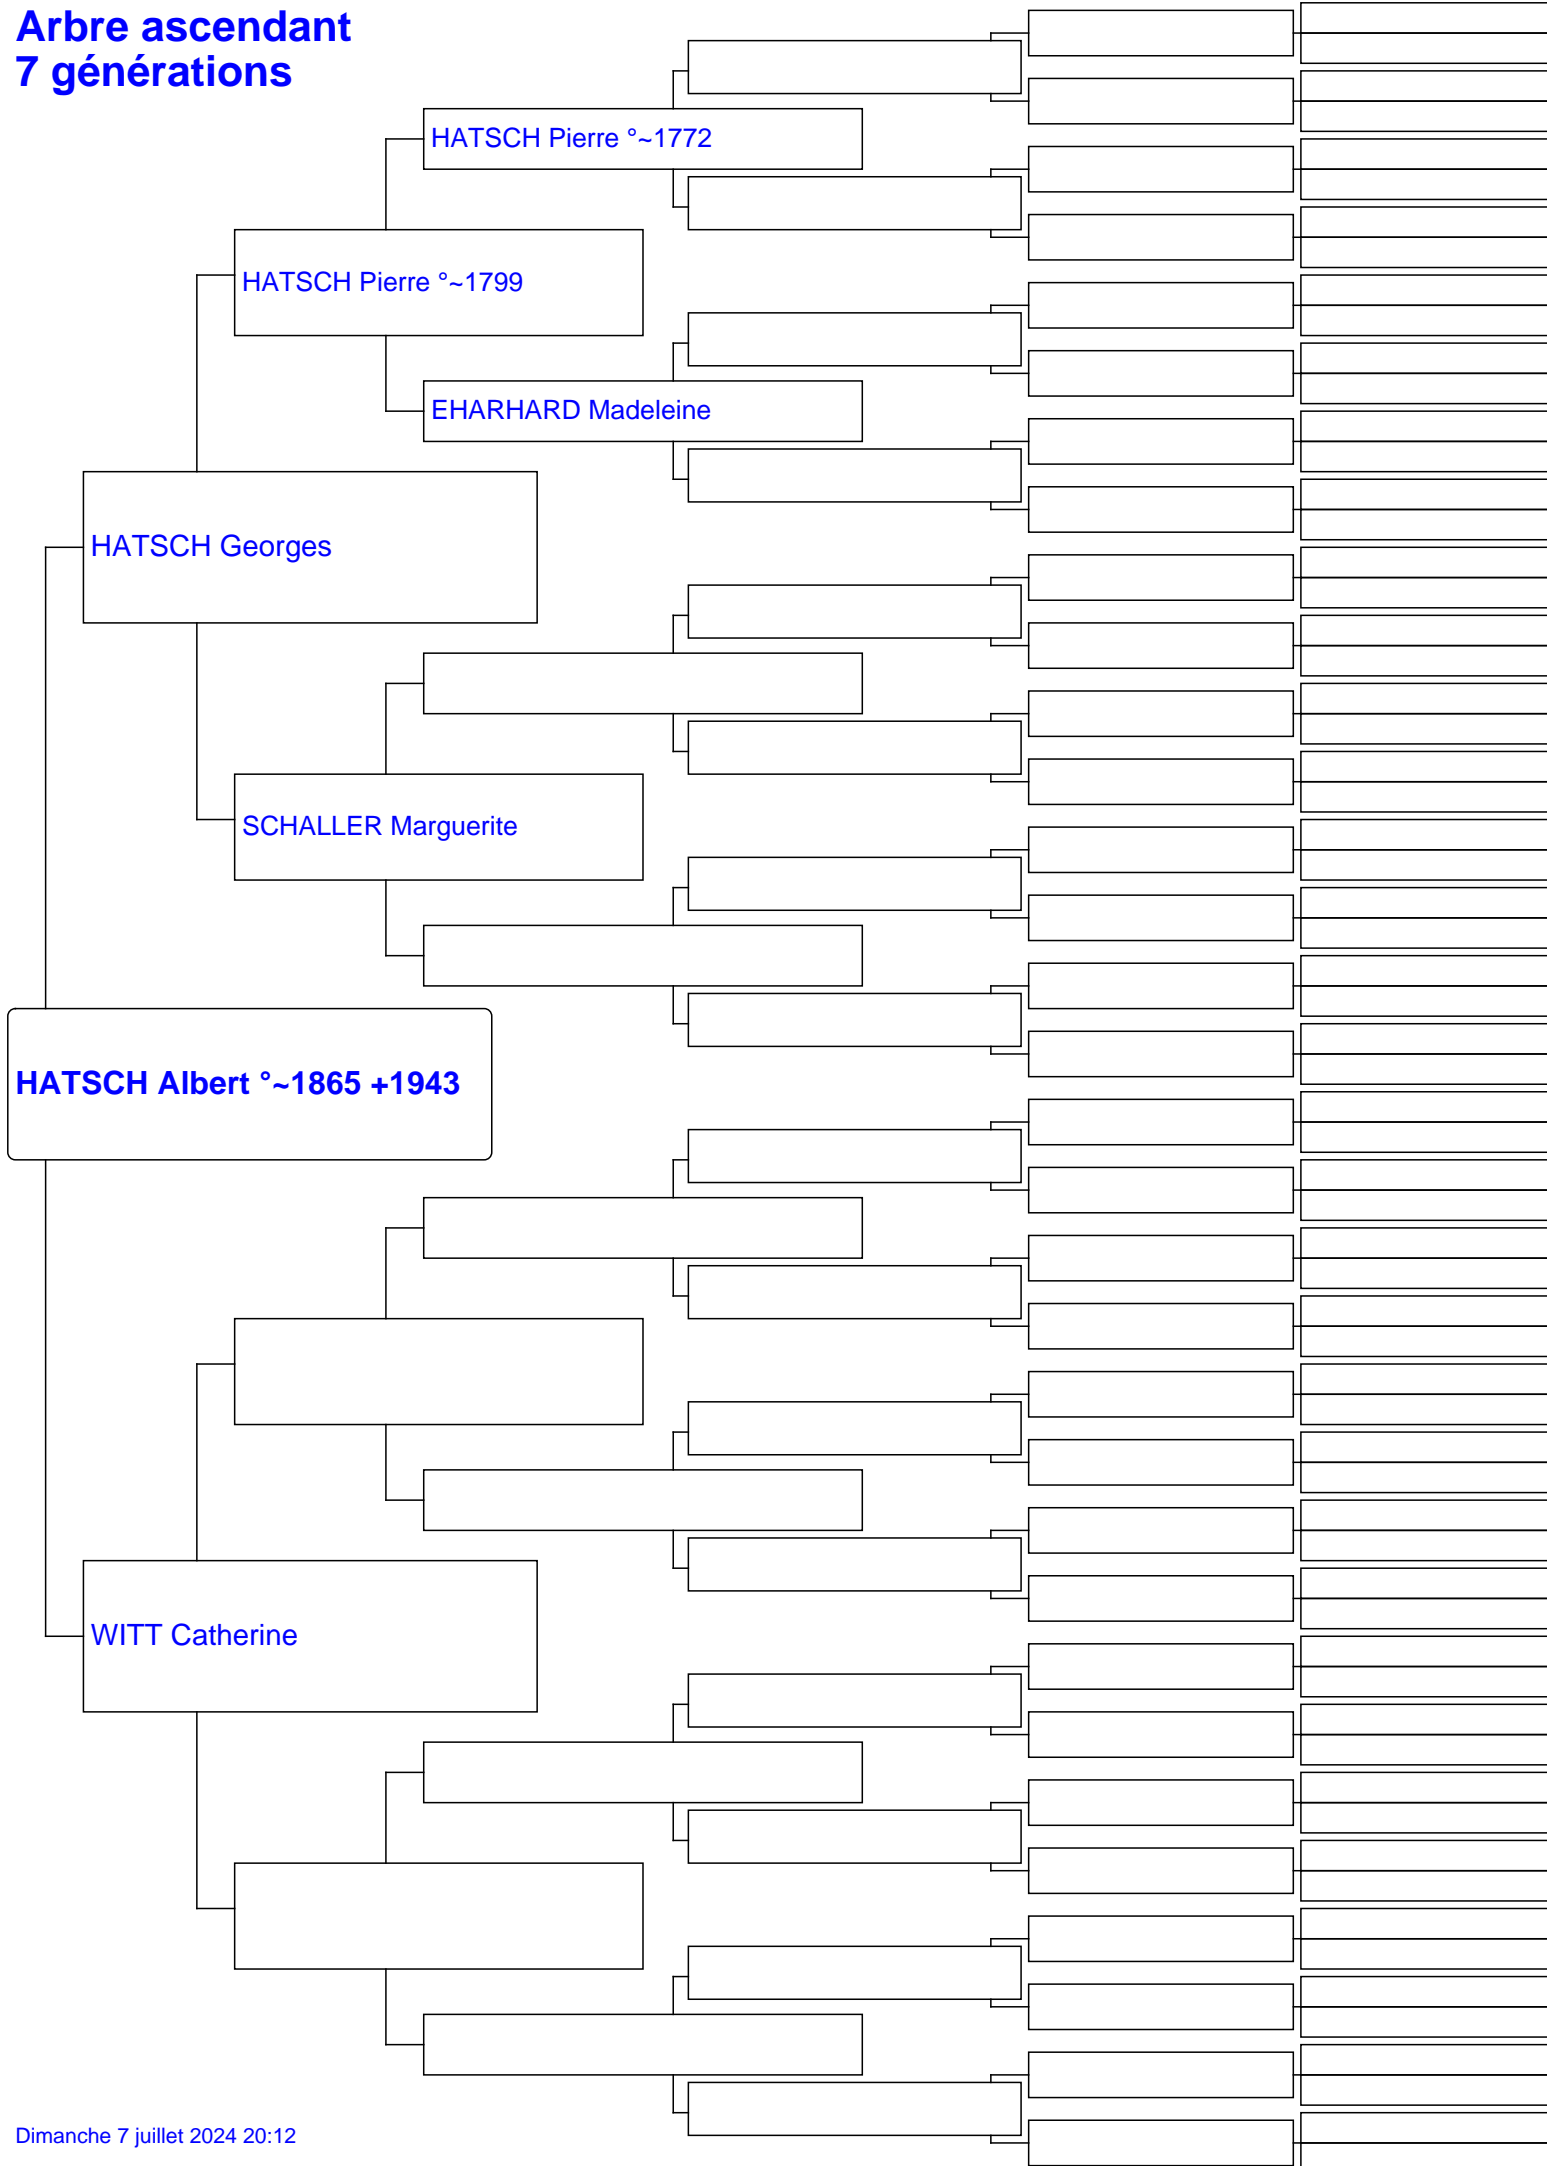 Arbre ascendant
7 générations
HATSCH Pierre °~1772
HATSCH Pierre °~1799
EHARHARD Madeleine
HATSCH Georges
SCHALLER Marguerite
HATSCH Albert °~1865 +1943
WITT Catherine
Dimanche 7 juillet 2024 20:12